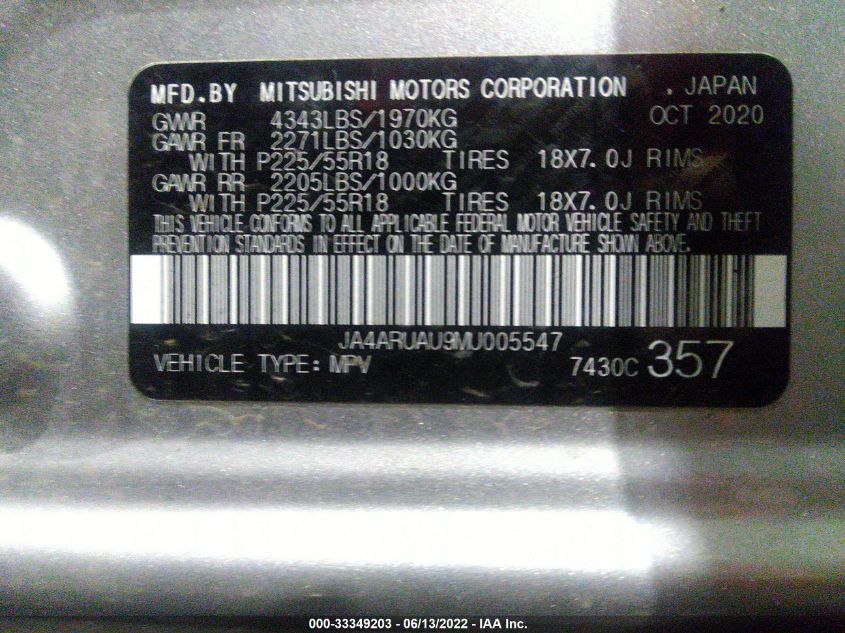 MFD.BY MITSUBISHI MOTORS CORPORATION . JAPAN
GVWR 4343LBS/1970KG OCT 2020
GAWR FR 2271LBS/1030KG
WITH P225/55R18 TIRES 18X7.0J RIMS
GAWR RR 2205LBS/1000KG
WITH P225/55R18 TIRES 18X7.0J RIMS
THIS VEHICLE CONFORMS TO ALL APPLICABLE FEDERAL MOTOR VEHICLE SAFETY AND THEFT
PREVENTION STANDARDS IN EFFECT ON THE DATE OF MANUFACTURE SHOWN ABOVE.
JA4ARUAU9MU005547
VEHICLE TYPE: MPV 7430C 357
000-33349203 - 06/13/2022 - IAA Inc.